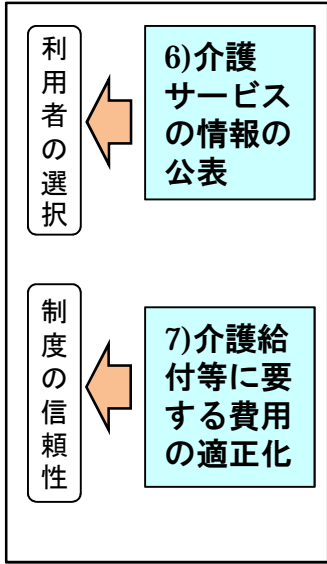 利用者の選択
6)介護
サービス
の情報の
公表
制度の信頼性
7)介護給
付等に要
する費用
の適正化